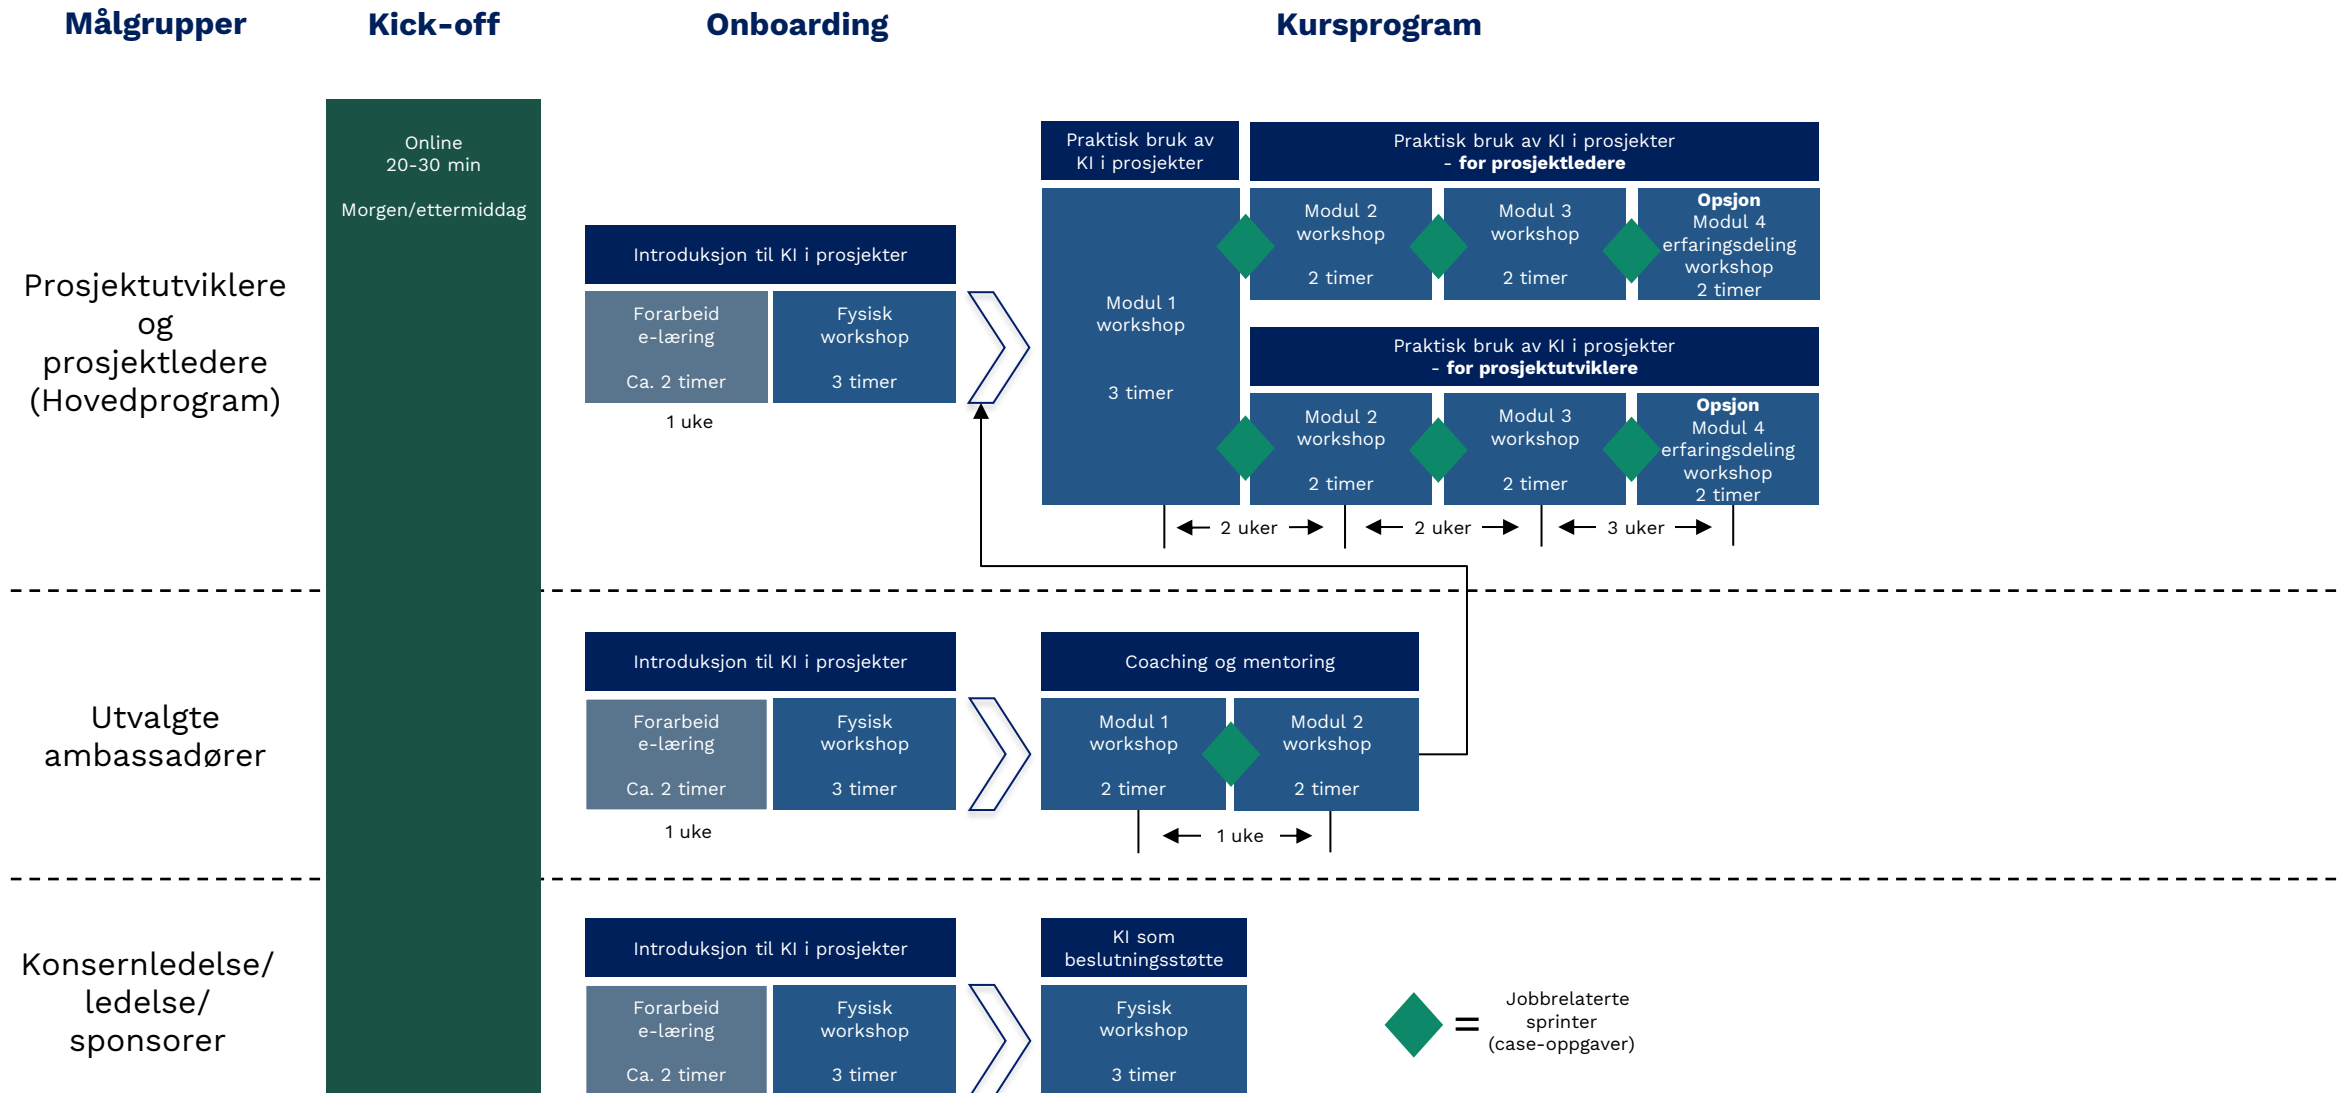 Målgrupper
Kick-off
Onboarding
Kursprogram
Prosjektutviklere
og
prosjektledere
(Hovedprogram)
Online
20-30 min
Morgen/ettermiddag
Introduksjon til KI i prosjekter
Forarbeid
e-læring
Ca. 2 timer
1 uke
Fysisk
workshop
3 timer
Praktisk bruk av
KI i prosjekter
Modul 1
workshop
3 timer
Praktisk bruk av KI i prosjekter
- for prosjektledere
Modul 2
workshop
2 timer
Modul 3
workshop
2 timer
Opsjon
Modul 4
erfaringsdeling
workshop
2 timer
Praktisk bruk av KI i prosjekter
- for prosjektutviklere
Modul 2
workshop
2 timer
Modul 3
workshop
2 timer
Opsjon
Modul 4
erfaringsdeling
workshop
2 timer
2 uker
2 uker
3 uker
Utvalgte
ambassadører
Introduksjon til KI i prosjekter
Forarbeid
e-læring
Ca. 2 timer
1 uke
Fysisk
workshop
3 timer
Coaching og mentoring
Modul 1
workshop
2 timer
Modul 2
workshop
2 timer
1 uke
Konsernledelse/
ledelse/
sponsorer
Introduksjon til KI i prosjekter
Forarbeid
e-læring
Ca. 2 timer
Fysisk
workshop
3 timer
KI som
beslutningsstøtte
Fysisk
workshop
3 timer
=
Jobbrelaterte
sprinter
(case-oppgaver)